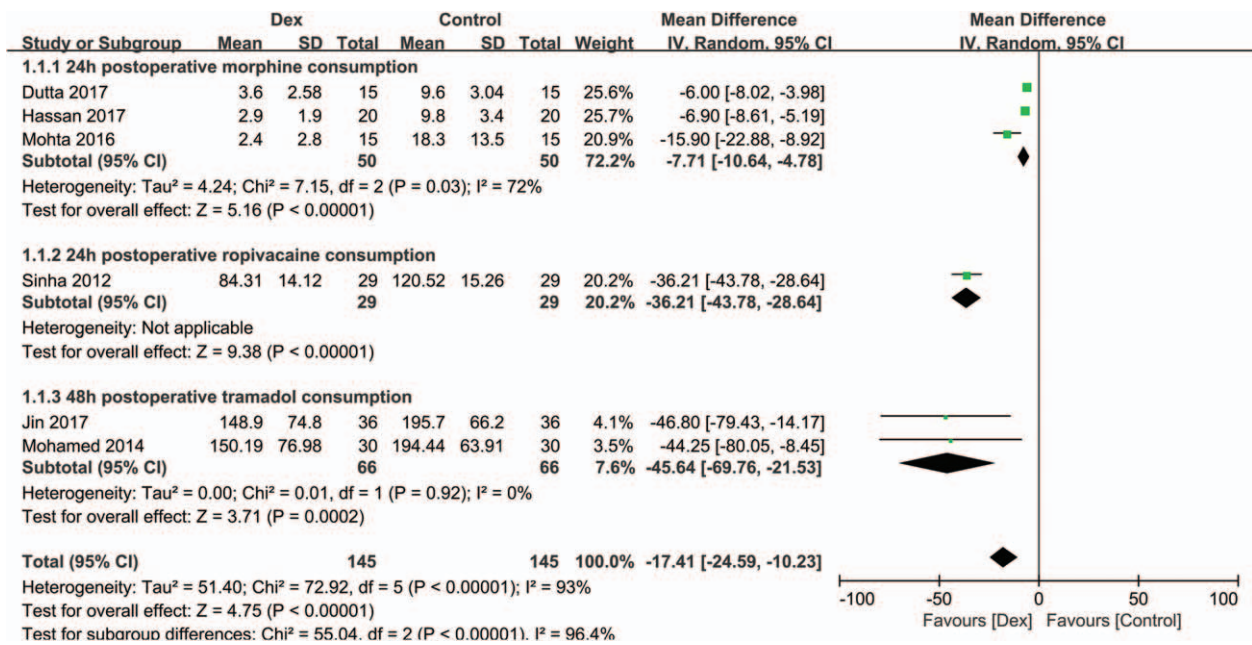 Dex Control Mean Difference Mean Difference
Study or Subgroup Mean SD Total Mean SD Total Weight IV, Random, 95% CI IV, Random, 95% CI
1.1.1 24h postoperative morphine consumption
Dutta 2017 3.6 2.58 15 9.6 3.04 15 25.6% -6.00 [-8.02, -3.98]
Hassan 2017 2.9 1.9 20 9.8 3.4 20 25.7% -6.90 [-8.61, -5.19]
Mohta 2016 2.4 2.8 15 18.3 13.5 15 20.9% -15.90 [-22.88, -8.92]
Subtotal (95% CI) 50 50 72.2% -7.71 [-10.64, -4.78]
Heterogeneity: Tau² = 4.24; Chi² = 7.15, df = 2 (P = 0.03); I² = 72%
Test for overall effect: Z = 5.16 (P < 0.00001)
1.1.2 24h postoperative ropivacaine consumption
Sinha 2012 84.31 14.12 29 120.52 15.26 29 20.2% -36.21 [-43.78, -28.64]
Subtotal (95% CI) 29 29 20.2% -36.21 [-43.78, -28.64]
Heterogeneity: Not applicable
Test for overall effect: Z = 9.38 (P < 0.00001)
1.1.3 48h postoperative tramadol consumption
Jin 2017 148.9 74.8 36 195.7 66.2 36 4.1% -46.80 [-79.43, -14.17]
Mohamed 2014 150.19 76.98 30 194.44 63.91 30 3.5% -44.25 [-80.05, -8.45]
Subtotal (95% CI) 66 66 7.6% -45.64 [-69.76, -21.53]
Heterogeneity: Tau² = 0.00; Chi² = 0.01, df = 1 (P = 0.92); I² = 0%
Test for overall effect: Z = 3.71 (P = 0.0002)
Total (95% CI) 145 145 100.0% -17.41 [-24.59, -10.23]
Heterogeneity: Tau² = 51.40; Chi² = 72.92, df = 5 (P < 0.00001); I² = 93%
-100 -50 0 50 100
Test for overall effect: Z = 4.75 (P < 0.00001)
Favours [Dex] Favours [Control]
Test for subgroup differences: Chi² = 55.04, df = 2 (P < 0.00001), I² = 96.4%